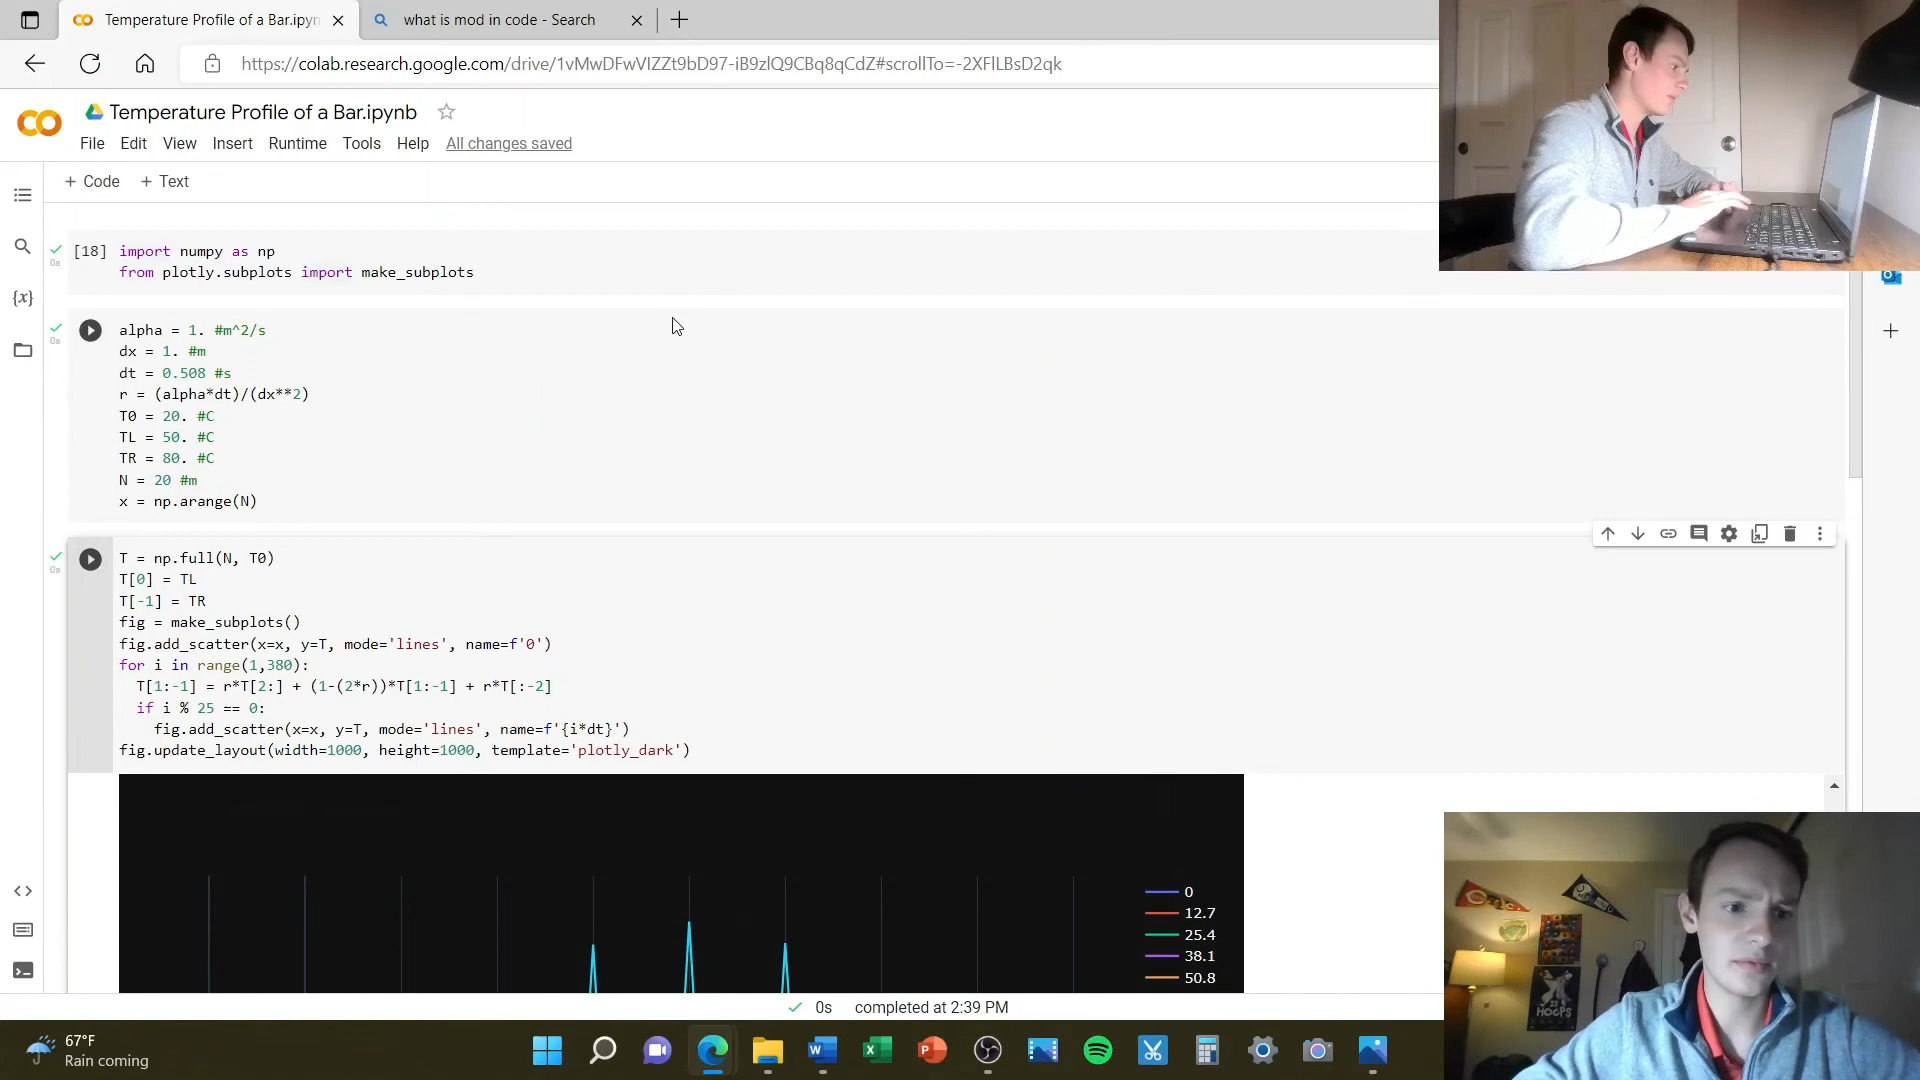 Temperature Profile of a Bar.ipyn
what is mod in code - Search
https://colab.research.google.com/drive/1vMwDFwVIZZt9bD97-iB9zlQ9CBq8qCdZ#scrollTo=-2XFlLBsD2qk
Temperature Profile of a Bar.ipynb
File Edit View Insert Runtime Tools Help All changes saved
+ Code + Text
[18] import numpy as np
0s from plotly.subplots import make_subplots
alpha = 1. #m^2/s
0s dx = 1. #m
dt = 0.508 #s
r = (alpha*dt)/(dx**2)
T0 = 20. #C
TL = 50. #C
TR = 80. #C
N = 20 #m
x = np.arange(N)
T = np.full(N, T0)
0s T[0] = TL
T[-1] = TR
fig = make_subplots()
fig.add_scatter(x=x, y=T, mode='lines', name=f'0')
for i in range(1,380):
T[1:-1] = r*T[2:] + (1-(2*r))*T[1:-1] + r*T[:-2]
if i % 25 == 0:
fig.add_scatter(x=x, y=T, mode='lines', name=f'{i*dt}')
fig.update_layout(width=1000, height=1000, template='plotly_dark')
0
12.7
25.4
38.1
50.8
0s completed at 2:39 PM
67°F
Rain coming
HOOPS